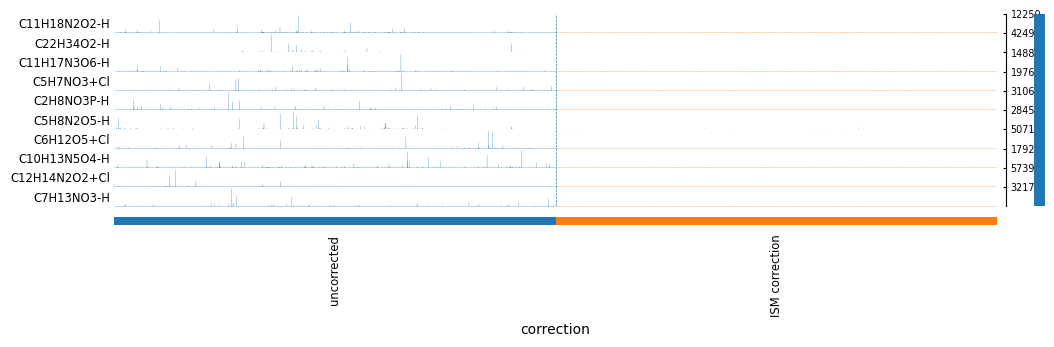 C11H18N2O2-H
C22H34O2-H
C11H17N3O6-H
C5H7NO3+Cl
C2H8NO3P-H
C5H8N2O5-H
C6H12O5+Cl
C10H13N5O4-H
C12H14N2O2+Cl
C7H13NO3-H
12250
4249
1488
1976
3106
2845
5071
1792
5739
3217
uncorrected
ISM correction
correction